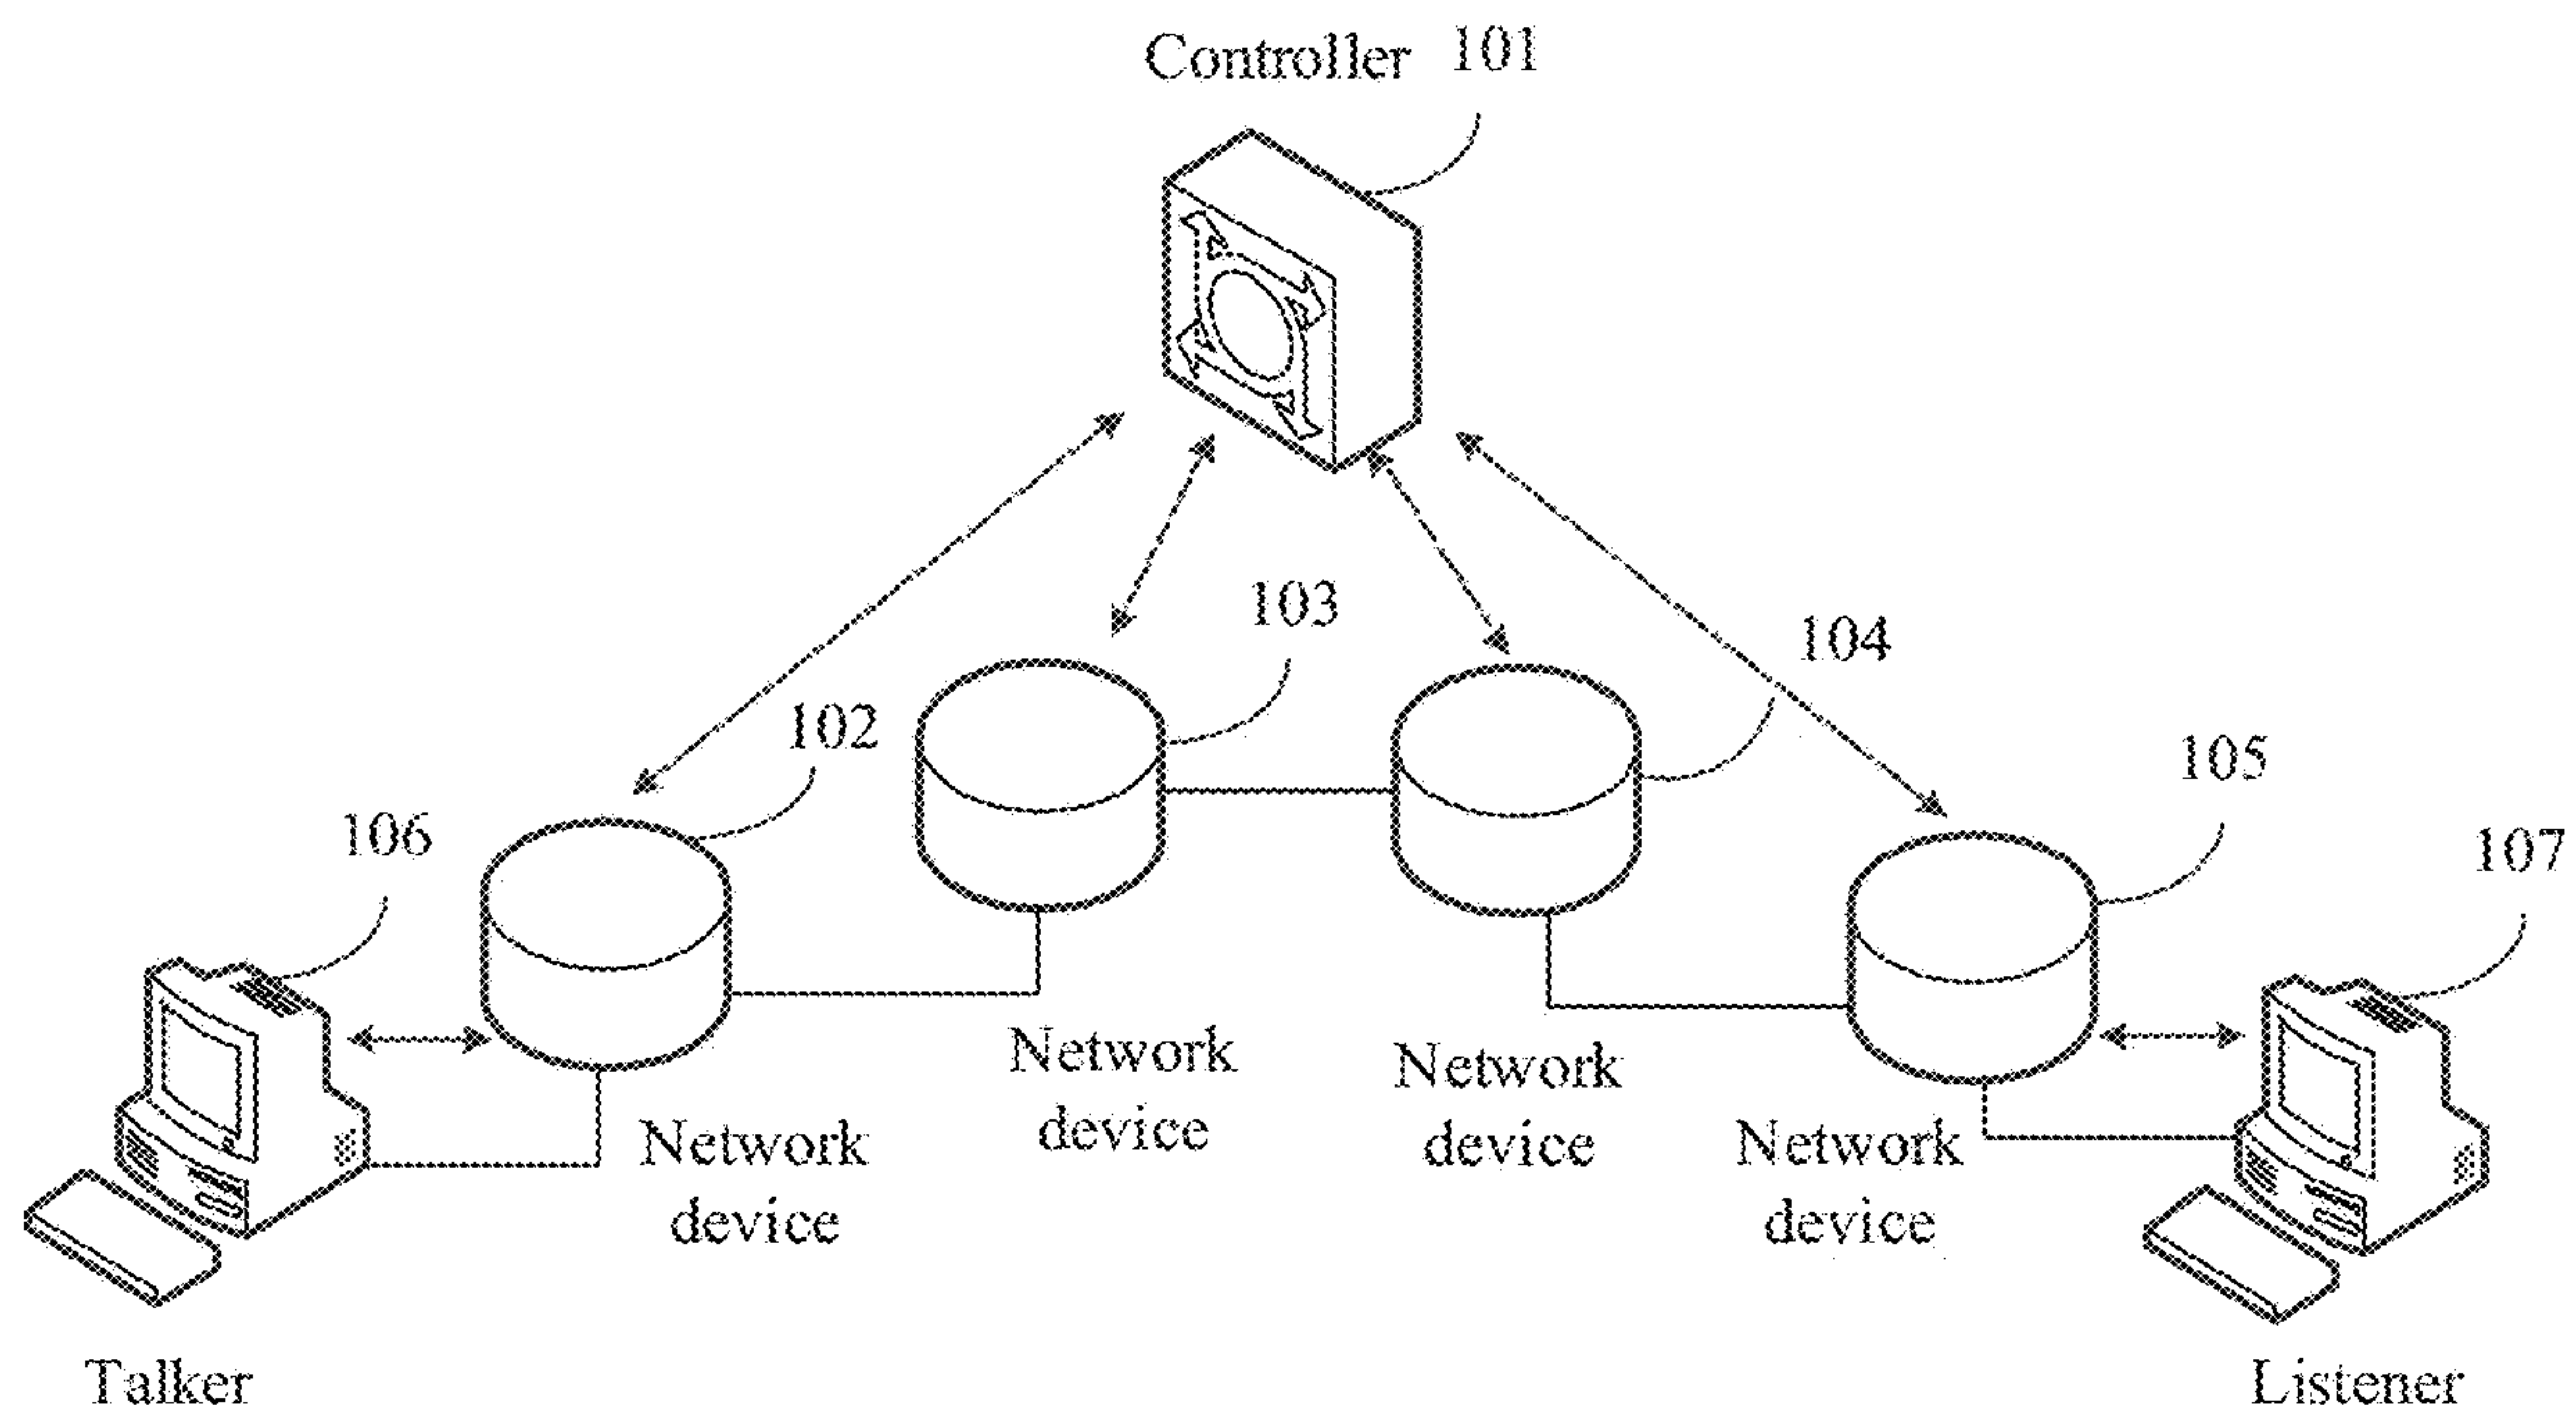 Controller 101
103
104
102
105
106
107
Network
device
Network
device
Network
device
Network
device
Talker
Listener